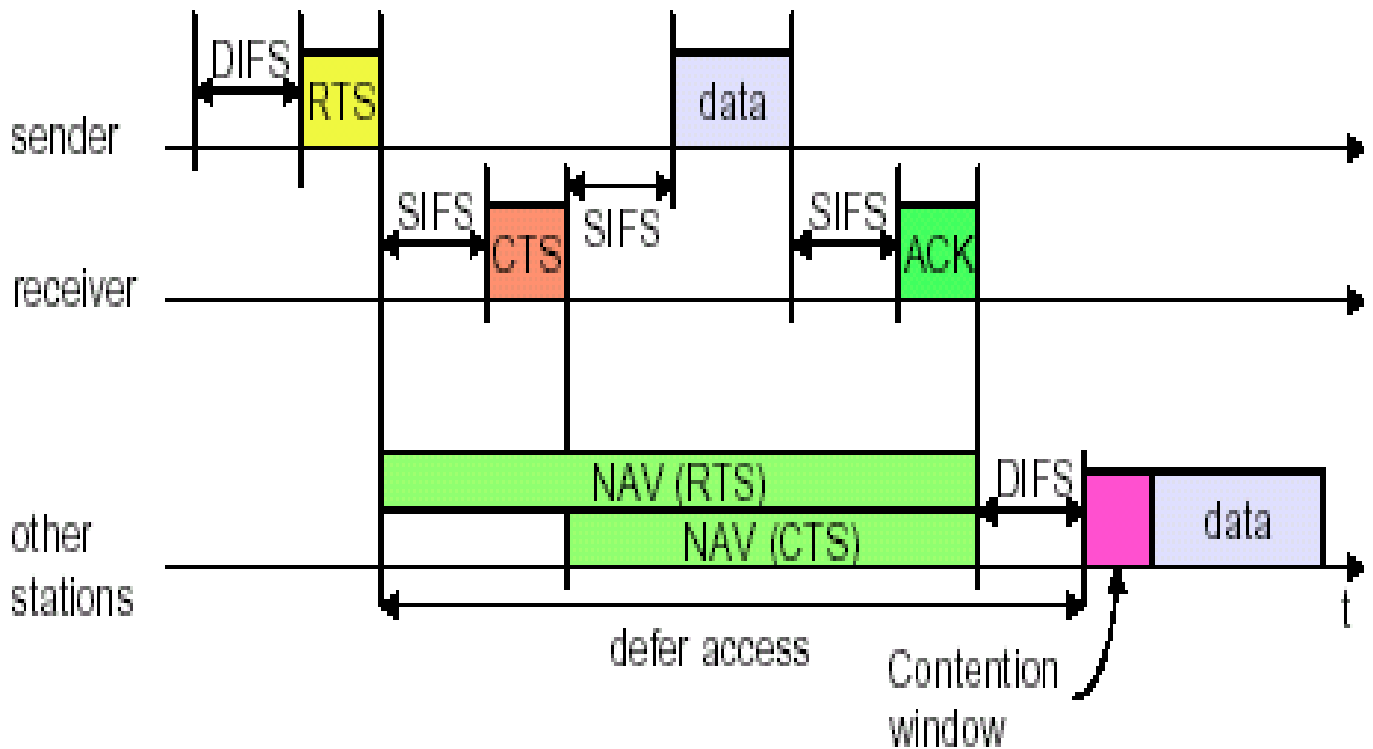 DIFS
RTS
data
sender
SIFS
CTS
SIFS
SIFS
ACK
receiver
NAV (RTS)
DIFS
NAV (CTS)
data
other
stations
t
defer access
Contention
window